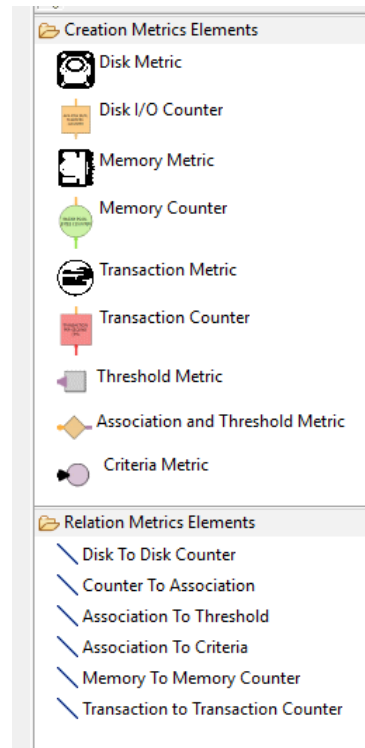 Creation Metrics Elements
Disk Metric
Disk I/O Counter
Memory Metric
Memory Counter
Transaction Metric
Transaction Counter
Threshold Metric
Association and Threshold Metric
Criteria Metric
Relation Metrics Elements
Disk To Disk Counter
Counter To Association
Association To Threshold
Association To Criteria
Memory To Memory Counter
Transaction to Transaction Counter